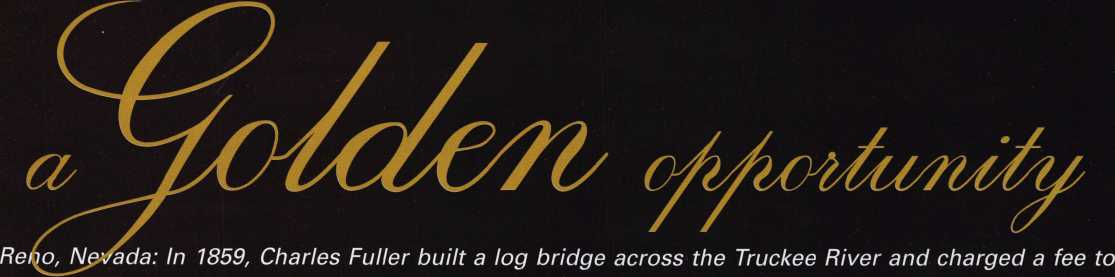 a Golden opportunity
Reno, Nevada: In 1859, Charles Fuller built a log bridge across the Truckee River and charged a fee to